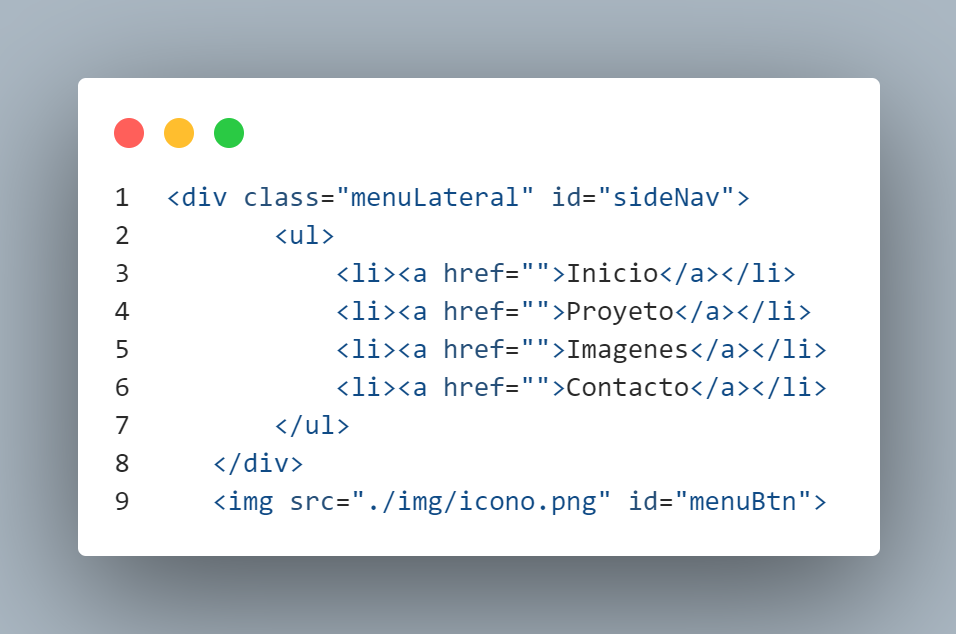 1 <div class="menuLateral" id="sideNav">
2 <ul>
3 <li><a href="">Inicio</a></li>
4 <li><a href="">Proyeto</a></li>
5 <li><a href="">Imagenes</a></li>
6 <li><a href="">Contacto</a></li>
7 </ul>
8 </div>
9 <img src="./img/icono.png" id="menuBtn">